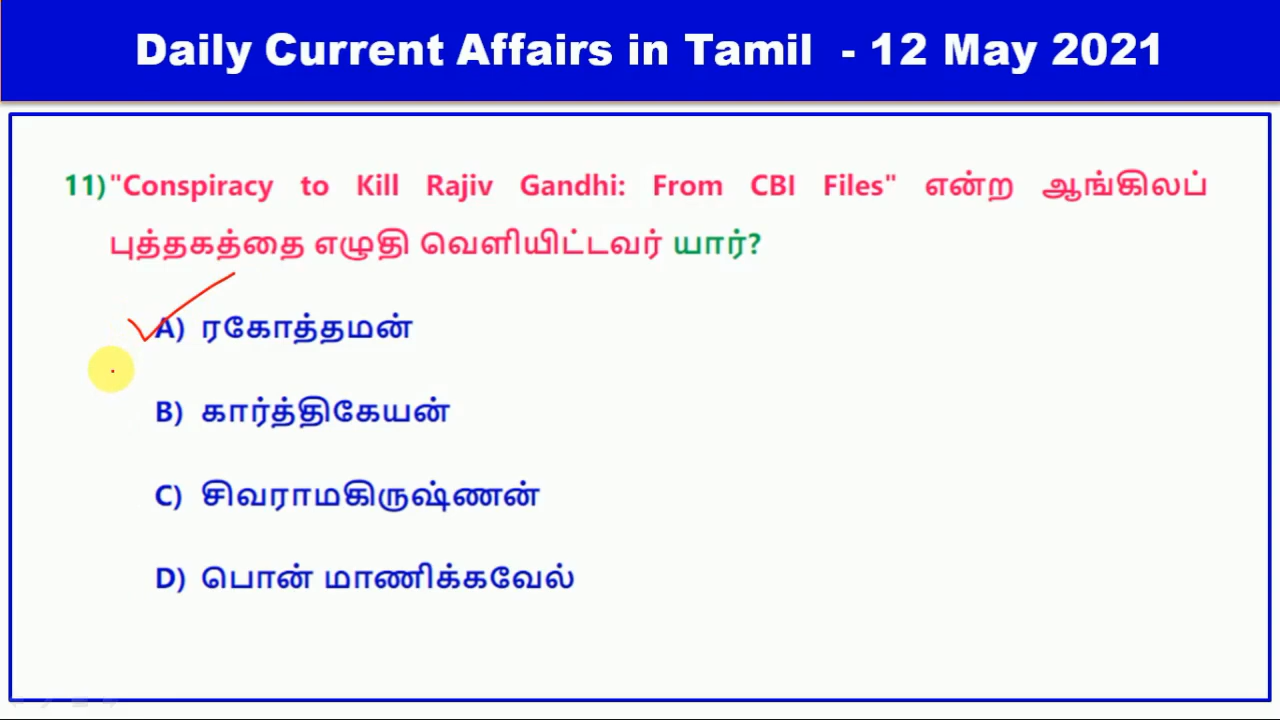 Daily Current Affairs in Tamil - 12 May 2021
11) "Conspiracy to Kill Rajiv Gandhi: From CBI Files" என்ற ஆங்கிலப்
புத்தகத்தை எழுதி வெளியிட்டவர் யார்?
A) ரகோத்தமன்
B) கார்த்திகேயன்
C) சிவராமகிருஷ்ணன்
D) பொன் மாணிக்கவேல்